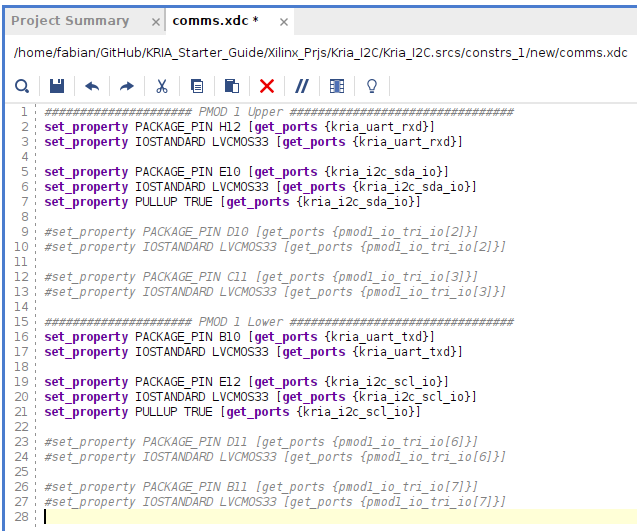 Project Summary × comms.xdc * ×
/home/fabian/GitHub/KRIA_Starter_Guide/Xilinx_Prjs/Kria_I2C/Kria_I2C.srcs/constrs_1/new/comms.xdc
1 ##################### PMOD 1 Upper ################################
2 set_property PACKAGE_PIN H12 [get_ports {kria_uart_rxd}]
3 set_property IOSTANDARD LVCMOS33 [get_ports {kria_uart_rxd}]
4
5 set_property PACKAGE_PIN E10 [get_ports {kria_i2c_sda_io}]
6 set_property IOSTANDARD LVCMOS33 [get_ports {kria_i2c_sda_io}]
7 set_property PULLUP TRUE [get_ports {kria_i2c_sda_io}]
8
9 #set_property PACKAGE_PIN D10 [get_ports {pmod1_io_tri_io[2]}]
10 #set_property IOSTANDARD LVCMOS33 [get_ports {pmod1_io_tri_io[2]}]
11
12 #set_property PACKAGE_PIN C11 [get_ports {pmod1_io_tri_io[3]}]
13 #set_property IOSTANDARD LVCMOS33 [get_ports {pmod1_io_tri_io[3]}]
14
15 ##################### PMOD 1 Lower ################################
16 set_property PACKAGE_PIN B10 [get_ports {kria_uart_txd}]
17 set_property IOSTANDARD LVCMOS33 [get_ports {kria_uart_txd}]
18
19 set_property PACKAGE_PIN E12 [get_ports {kria_i2c_scl_io}]
20 set_property IOSTANDARD LVCMOS33 [get_ports {kria_i2c_scl_io}]
21 set_property PULLUP TRUE [get_ports {kria_i2c_scl_io}]
22
23 #set_property PACKAGE_PIN D11 [get_ports {pmod1_io_tri_io[6]}]
24 #set_property IOSTANDARD LVCMOS33 [get_ports {pmod1_io_tri_io[6]}]
25
26 #set_property PACKAGE_PIN B11 [get_ports {pmod1_io_tri_io[7]}]
27 #set_property IOSTANDARD LVCMOS33 [get_ports {pmod1_io_tri_io[7]}]
28